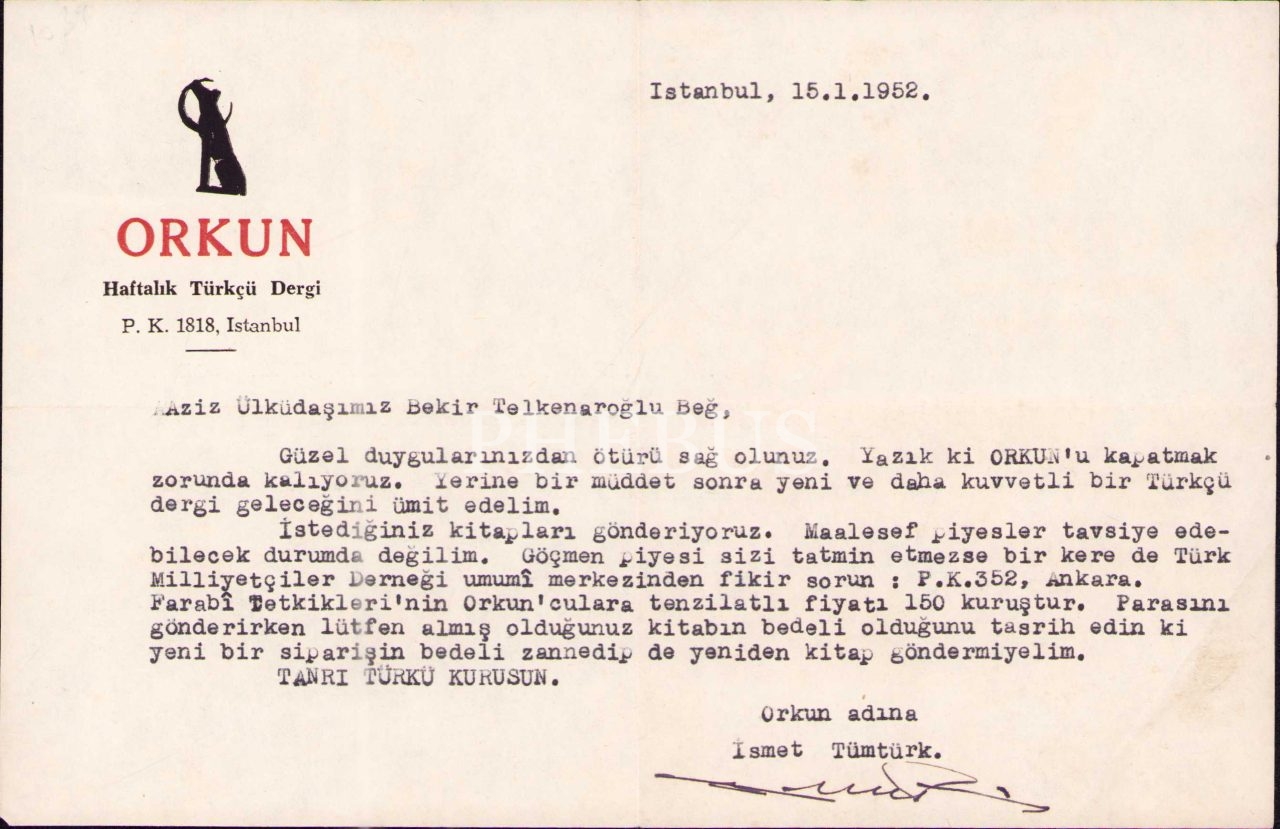 Istanbul, 15.1.1952.
ORKUN
Haftalık Türkçü Dergi
P. K. 1818, Istanbul
Aziz Ülküdaşımız Bekir Telkenaroğlu Beğ,
PHEBUS
Güzel duygularınızdan ötürü sağ olunuz. Yazık ki ORKUN'u kapatmak
zorunda kalıyoruz. Yerine bir müddet sonra yeni ve daha kuvvetli bir Türkçü
dergi geleceğini ümit edelim.
İstediğiniz kitapları gönderiyoruz. Maalesef piyesler tavsiye ede-
bilecek durumda değilim. Göçmen piyesi sizi tatmin etmezse bir kere de Türk
Milliyetçiler Derneği umumî merkezinden fikir sorun : P.K.352, Ankara.
Farabî Tetkikleri'nin Orkun'culara tenzilatlı fiyatı 150 kuruştur. Parasını
gönderirken lütfen almış olduğunuz kitabın bedeli olduğunu tasrih edin ki
yeni bir siparişin bedeli zannedip de yeniden kitap göndermiyelim.
TANRI TÜRKÜ KURUSUN.
Orkun adına
İsmet Tümtürk.